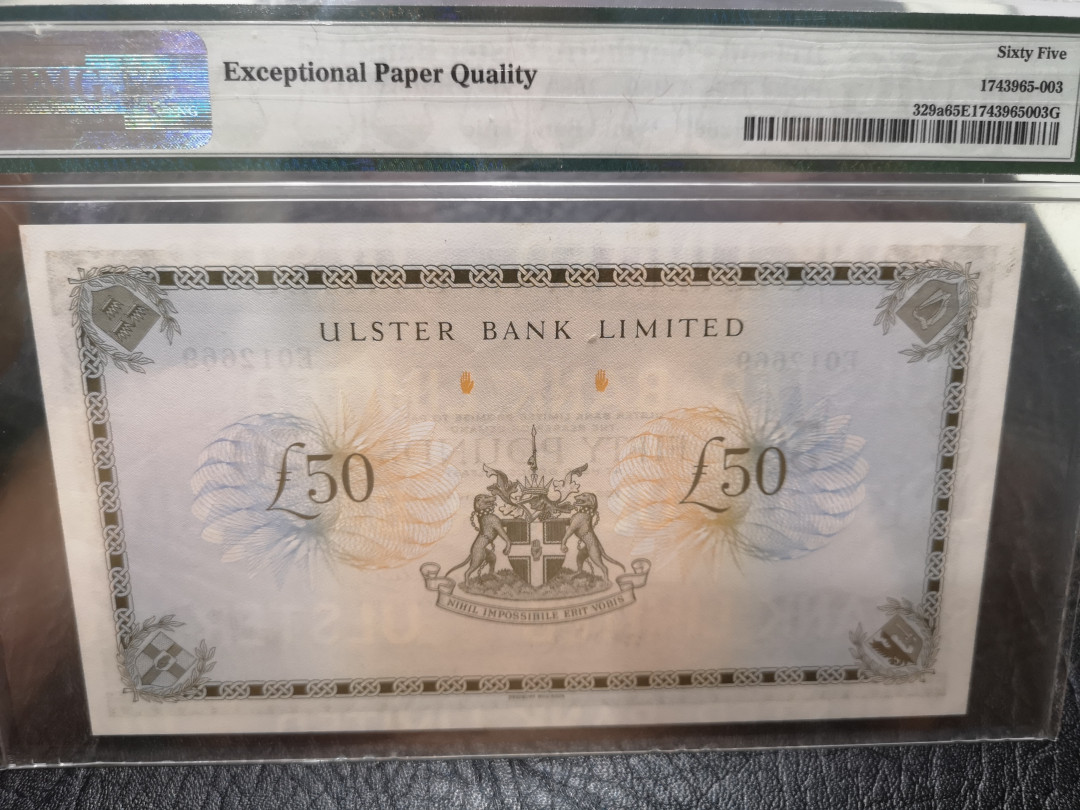 Exceptional Paper Quality
Sixty Five
1743965-003
329a65E1743965003G
ULSTER BANK LIMITED
£50
£50
NIHIL IMPOSSIBILE ERIT VOBIS